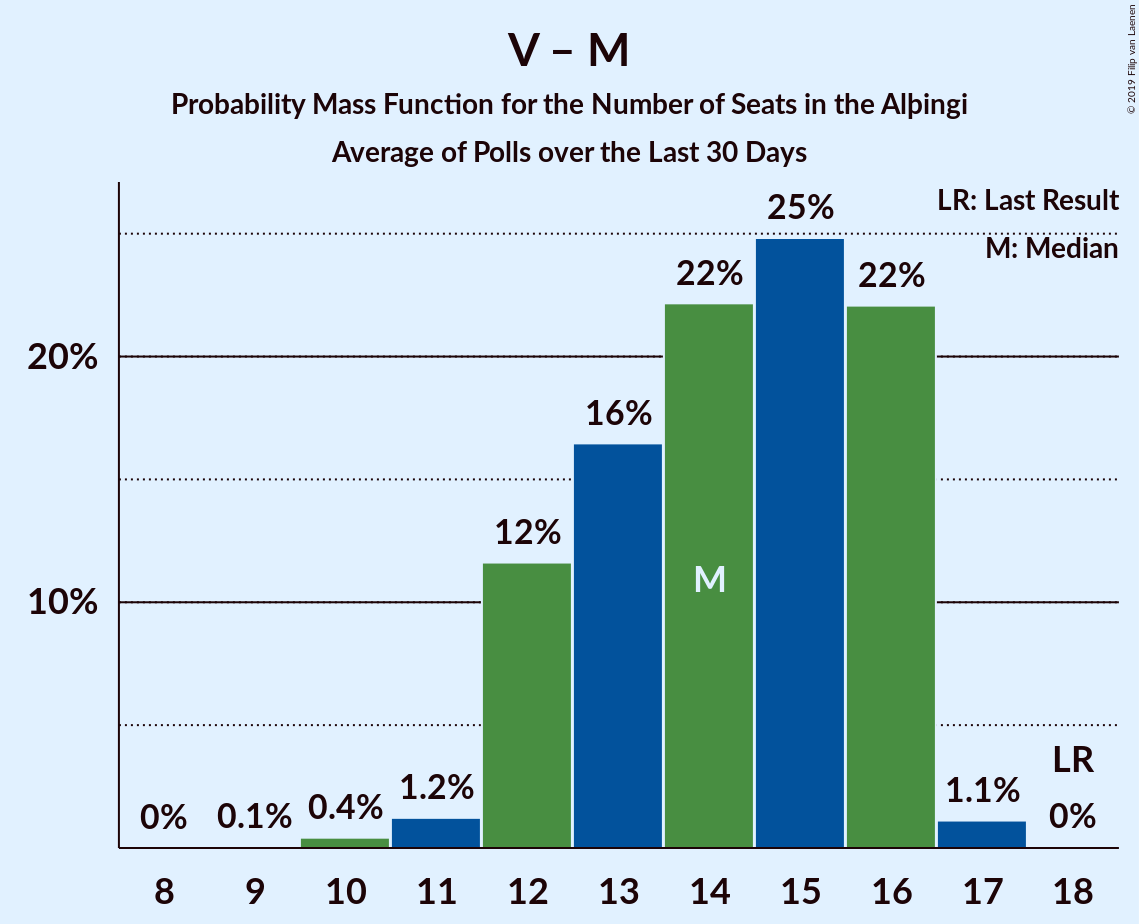 V – M
Probability Mass Function for the Number of Seats in the Alþingi
Average of Polls over the Last 30 Days
© 2019 Filip van Laenen
LR: Last Result
M: Median
25%
22%
22%
20%
16%
12%
M
10%
LR
1.2%
1.1%
0.4%
0%
0.1%
0%
8 9 10 11 12 13 14 15 16 17 18